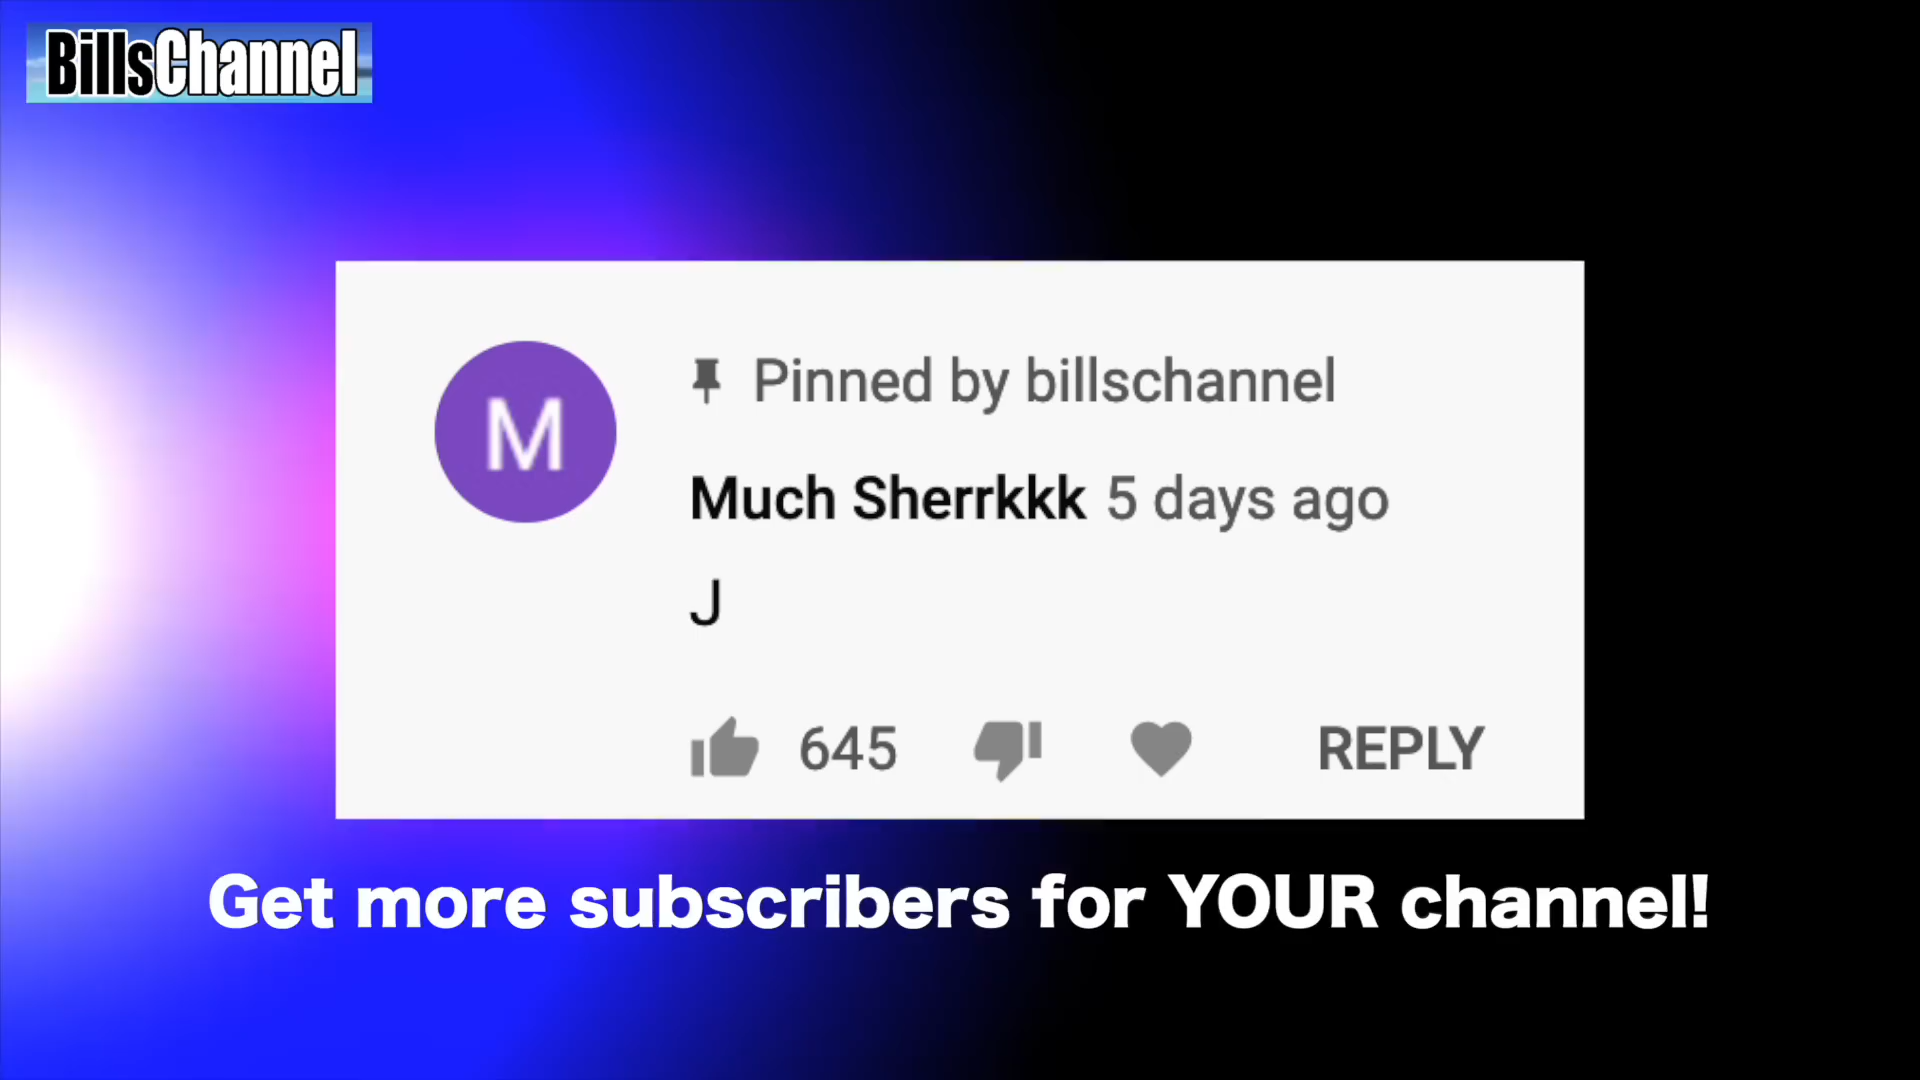 BillsChannel
Pinned by billschannel
M
Much Sherrkkk 5 days ago
J
645 REPLY
Get more subscribers for YOUR channel!